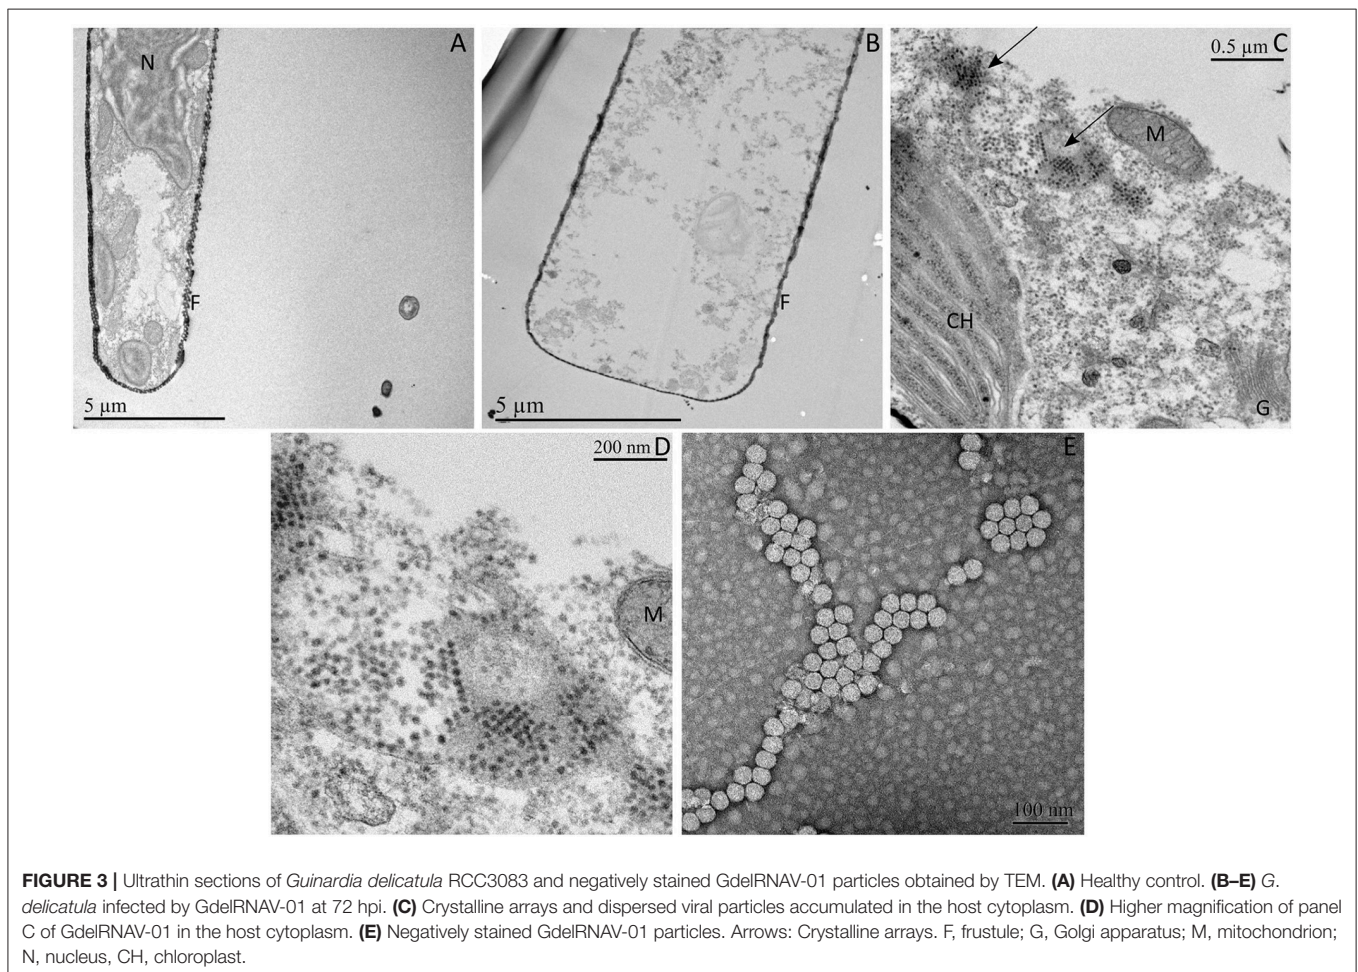 A
N
F
5 µm
B
F
5 µm
C
0.5 µm
M
CH
G
D
200 nm
M
E
100 nm
FIGURE 3 | Ultrathin sections of Guinardia delicatula RCC3083 and negatively stained GdelRNAV-01 particles obtained by TEM. (A) Healthy control. (B–E) G.
delicatula infected by GdelRNAV-01 at 72 hpi. (C) Crystalline arrays and dispersed viral particles accumulated in the host cytoplasm. (D) Higher magnification of panel
C of GdelRNAV-01 in the host cytoplasm. (E) Negatively stained GdelRNAV-01 particles. Arrows: Crystalline arrays. F, frustule; G, Golgi apparatus; M, mitochondrion;
N, nucleus, CH, chloroplast.